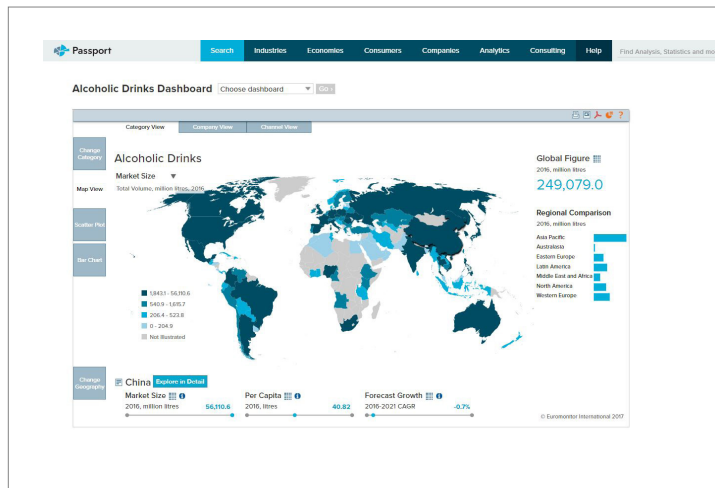 Passport
Search Industries Economies Consumers Companies Analytics Consulting Help Find Analysis, Statistics and mo
Alcoholic Drinks Dashboard Choose dashboard Go ›
Category View Company View Channel View
Change Category
Map View
Scatter Plot
Bar Chart
Change Geography
Alcoholic Drinks
Market Size
Total Volume, million litres, 2016
1,843.1 - 56,110.6
540.9 - 1,615.7
206.4 - 523.8
0 - 204.9
Not Illustrated
Global Figure
2016, million litres
249,079.0
Regional Comparison
2016, million litres
Asia Pacific
Australasia
Eastern Europe
Latin America
Middle East and Africa
North America
Western Europe
China Explore in Detail
Market Size Per Capita Forecast Growth
2016, million litres 56,110.6 2016, litres 40.82 2016-2021 CAGR -0.7%
© Euromonitor International 2017